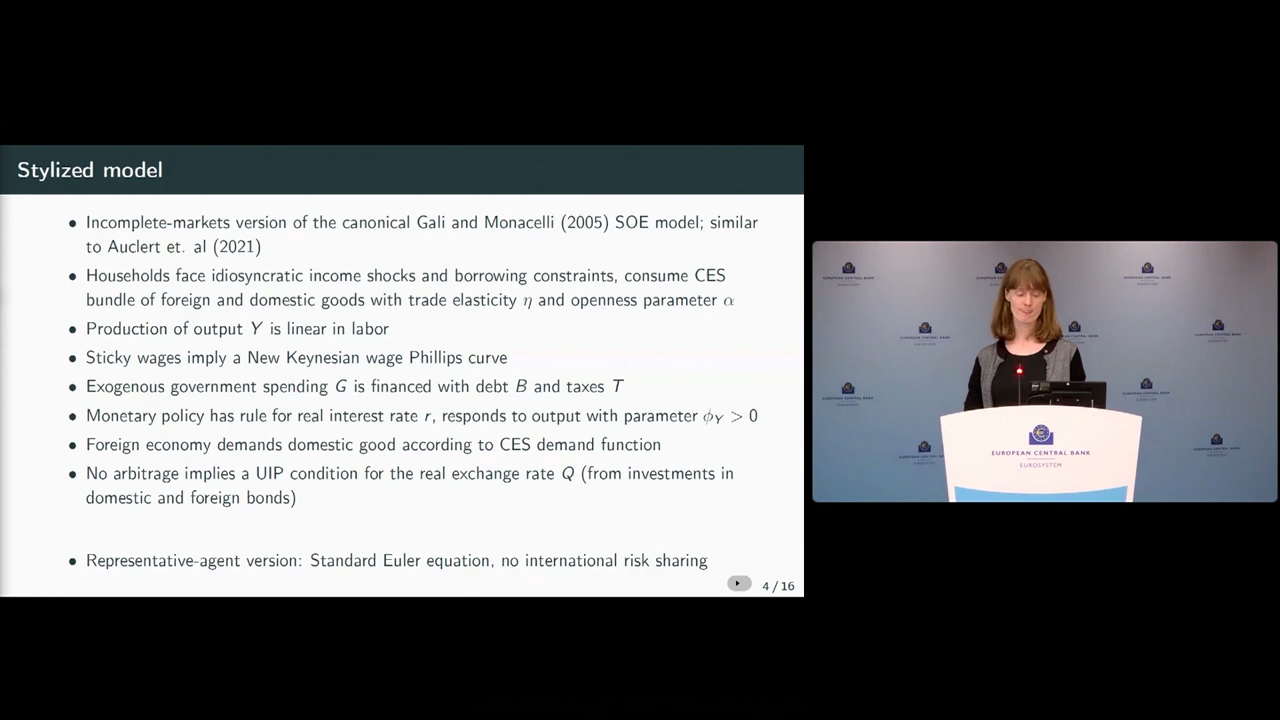 Stylized model
• Incomplete-markets version of the canonical Gali and Monacelli (2005) SOE model; similar
to Auclert et. al (2021)
• Households face idiosyncratic income shocks and borrowing constraints, consume CES
bundle of foreign and domestic goods with trade elasticity η and openness parameter α
• Production of output Y is linear in labor
• Sticky wages imply a New Keynesian wage Phillips curve
• Exogenous government spending G is financed with debt B and taxes T
• Monetary policy has rule for real interest rate r, responds to output with parameter ϕ_Y > 0
• Foreign economy demands domestic good according to CES demand function
• No arbitrage implies a UIP condition for the real exchange rate Q (from investments in
domestic and foreign bonds)
• Representative-agent version: Standard Euler equation, no international risk sharing
4 / 16
EUROPEAN CENTRAL BANK
EUROSYSTEM